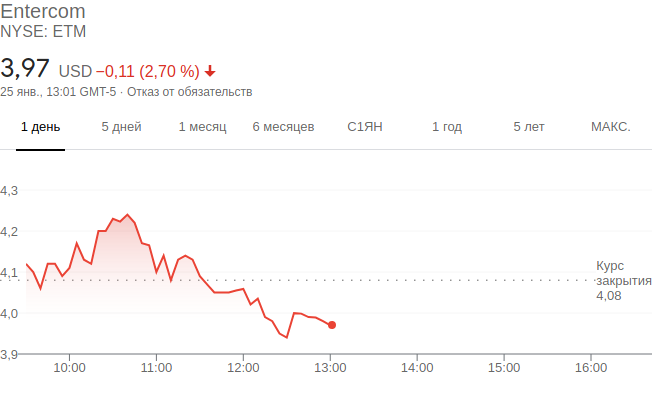 Entercom
NYSE: ETM
3,97 USD −0,11 (2,70 %)
25 янв., 13:01 GMT-5 · Отказ от обязательств
1 день 5 дней 1 месяц 6 месяцев С1ЯН 1 год 5 лет МАКС.
4,3
4,2
4,1
4,0
3,9
Курс
закрытия
4,08
10:00 11:00 12:00 13:00 14:00 15:00 16:00